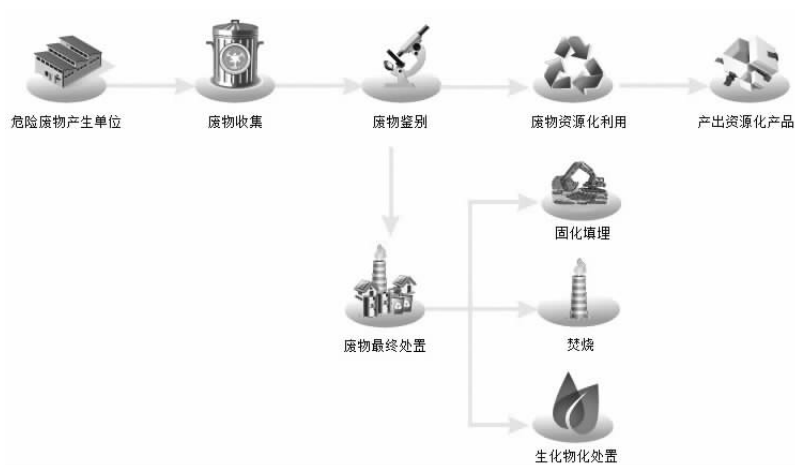 危险废物产生单位
废物收集
废物鉴别
废物资源化利用
产出资源化产品
固化填埋
废物最终处置
焚烧
生化物化处置